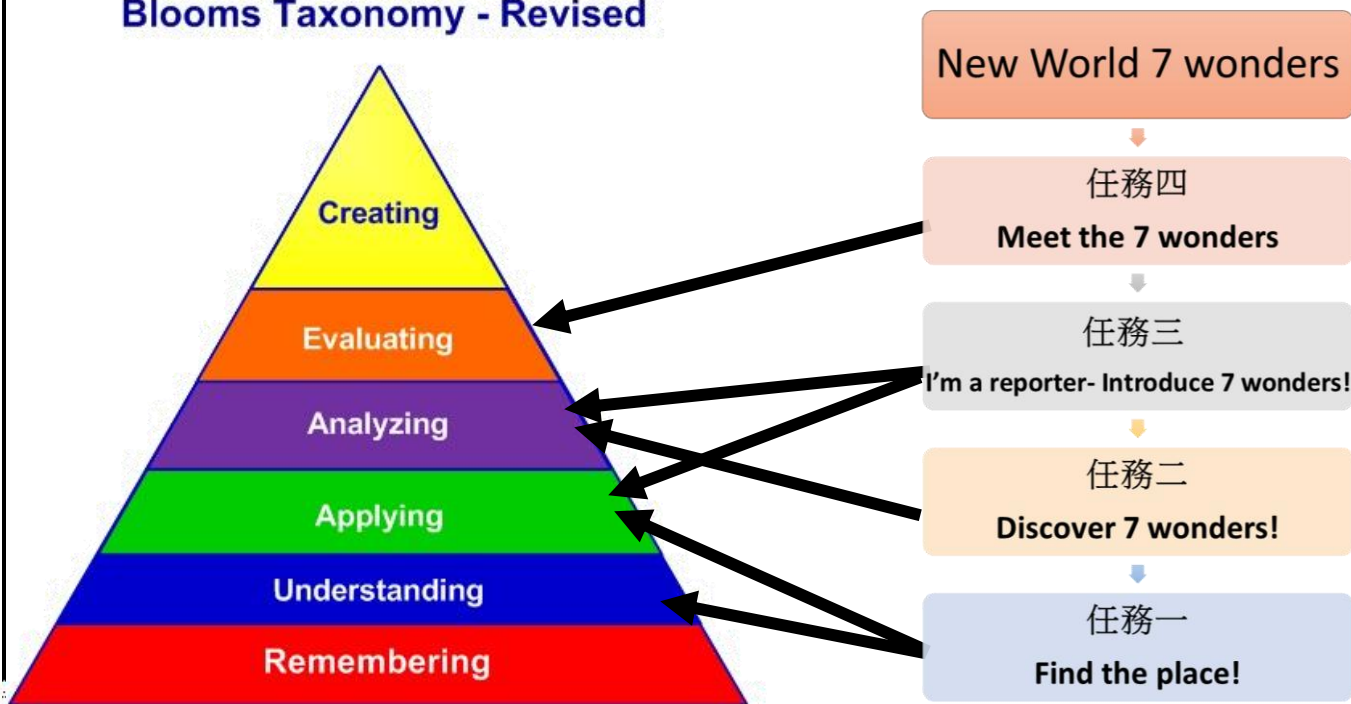 Blooms Taxonomy - Revised
Creating
Evaluating
Analyzing
Applying
Understanding
Remembering
New World 7 wonders
任務四
Meet the 7 wonders
任務三
I'm a reporter- Introduce 7 wonders!
任務二
Discover 7 wonders!
任務一
Find the place!